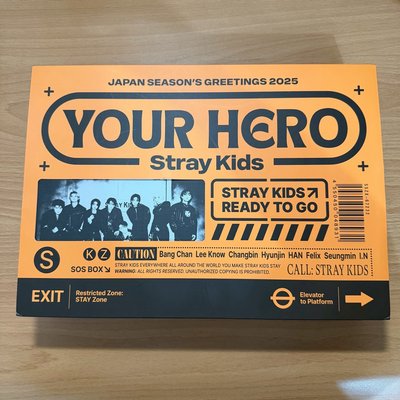 JAPAN SEASON'S GREETINGS 2025
YOUR HERO
Stray Kids
STRAY KIDS↗
READY TO GO
S
K Z
SOS BOX↘
CAUTION Bang Chan Lee Know Changbin Hyunjin HAN Felix Seungmin I.N
STRAY KIDS EVERYWHERE ALL AROUND THE WORLD YOU MAKE STRAY KIDS STAY
WARNING: ALL RIGHTS RESERVED. UNAUTHORIZED COPYING IS PROHIBITED.
CALL: STRAY KIDS
EXIT
Restricted Zone:
STAY Zone
Elevator
to Platform